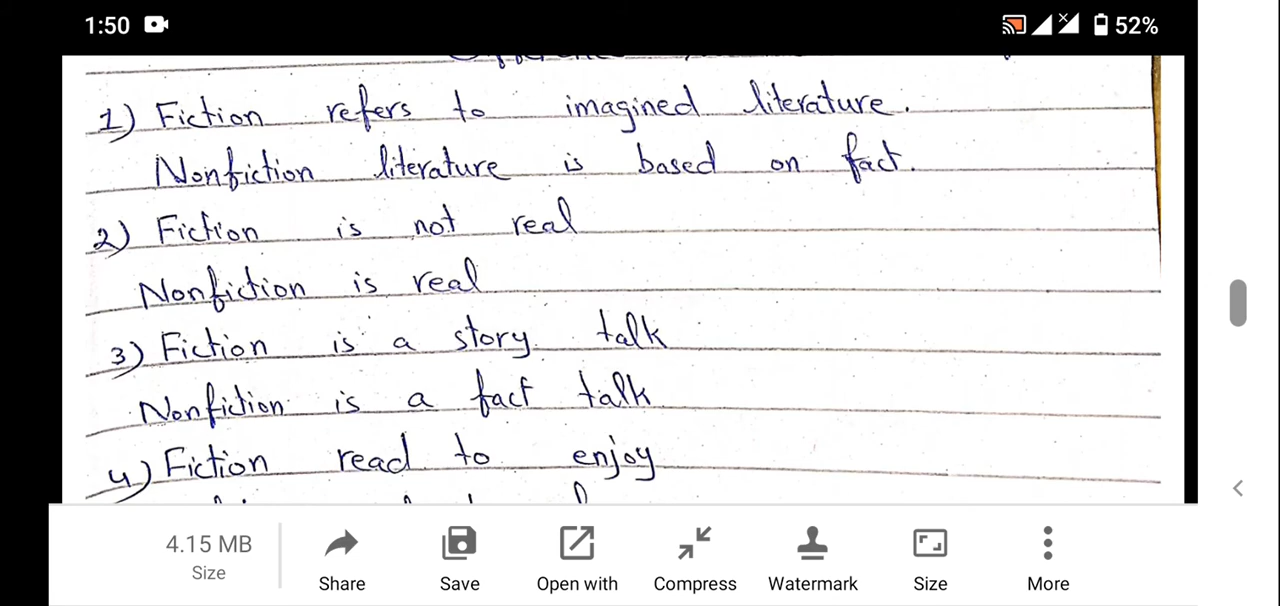 1:50
52%
1) Fiction refers to imagined literature.
Nonfiction literature is based on fact.
2) Fiction is not real
Nonfiction is real
3) Fiction is a story talk
Nonfiction is a fact talk
4) Fiction read to enjoy
4.15 MB
Size
Share
Save
Open with
Compress
Watermark
Size
More